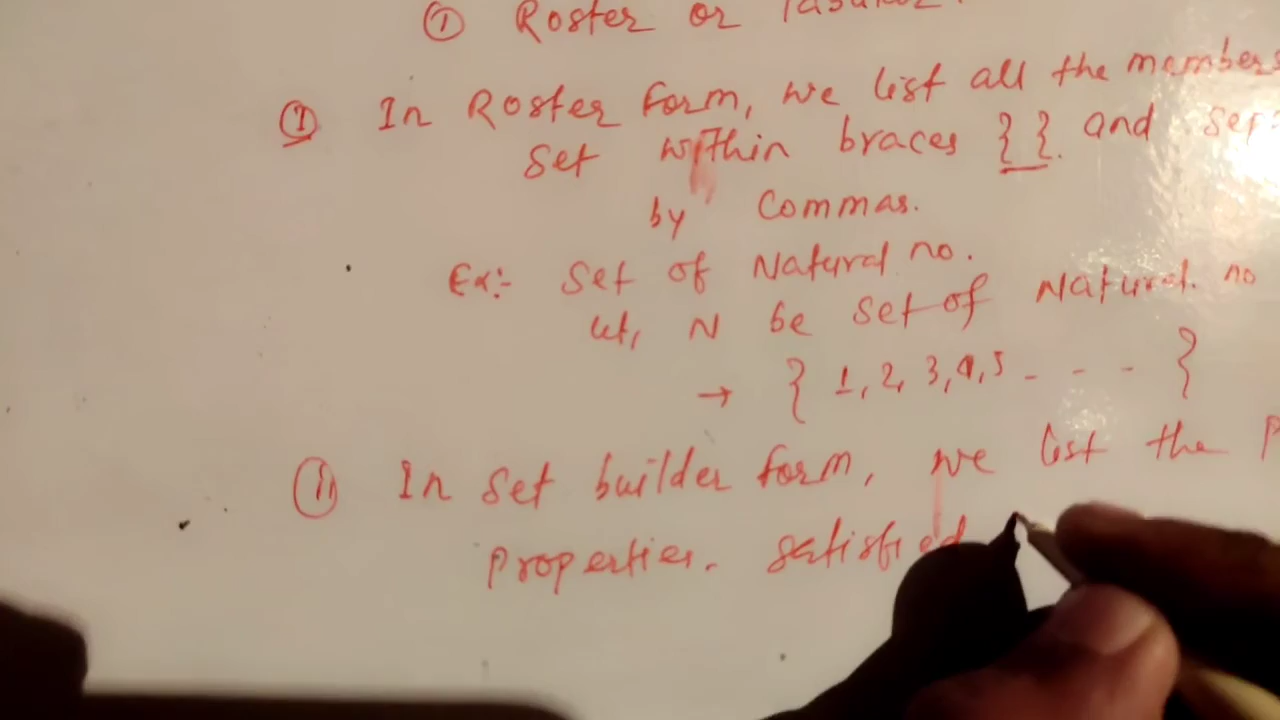 ① Roster or
① In Roster form, we list all the members
Set within braces { }. and
by Commas.
Ex:- Set of Natural no.
let, N be set of Natural no
→ { 1, 2, 3, 4, 5 - - - }
⑪ In set builder form, we list the
properties. satisfied